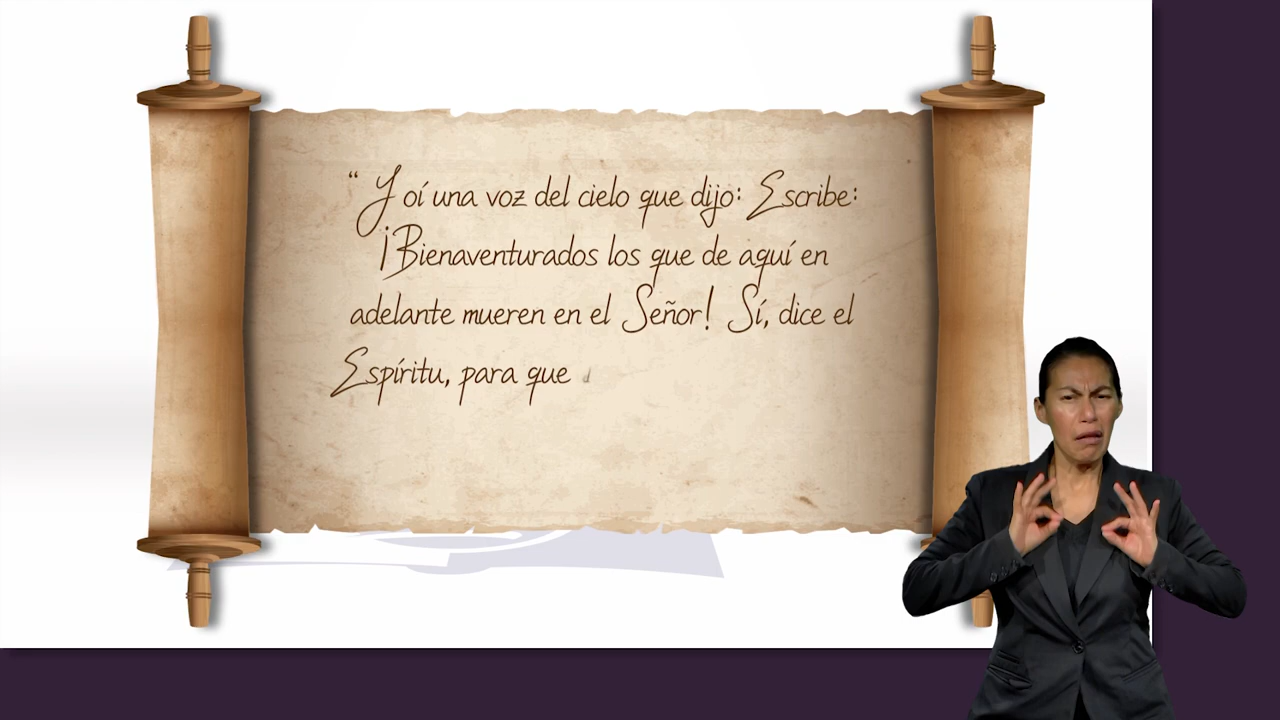 “ Y oí una voz del cielo que dijo: Escribe:
¡Bienaventurados los que de aquí en
adelante mueren en el Señor! Sí, dice el
Espíritu, para que